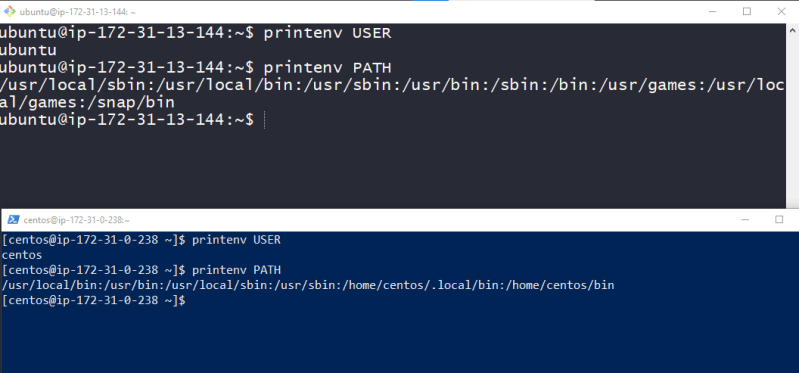 ubuntu@ip-172-31-13-144: ~
ubuntu@ip-172-31-13-144:~$ printenv USER
ubuntu
ubuntu@ip-172-31-13-144:~$ printenv PATH
/usr/local/sbin:/usr/local/bin:/usr/sbin:/usr/bin:/sbin:/bin:/usr/games:/usr/loc
al/games:/snap/bin
ubuntu@ip-172-31-13-144:~$
centos@ip-172-31-0-238:~
[centos@ip-172-31-0-238 ~]$ printenv USER
centos
[centos@ip-172-31-0-238 ~]$ printenv PATH
/usr/local/bin:/usr/bin:/usr/local/sbin:/usr/sbin:/home/centos/.local/bin:/home/centos/bin
[centos@ip-172-31-0-238 ~]$